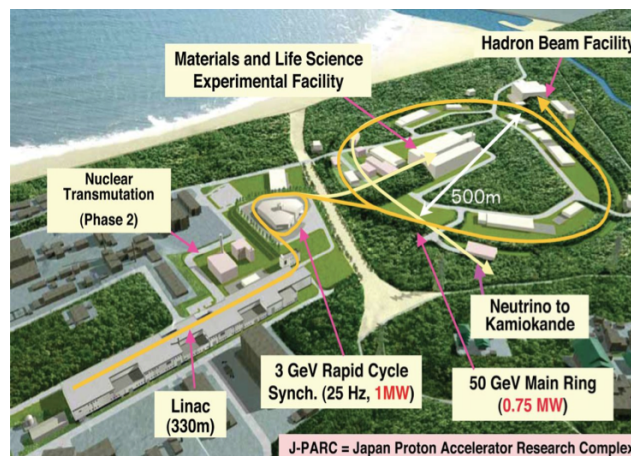 Hadron Beam Facility
Materials and Life Science
Experimental Facility
Nuclear
Transmutation
(Phase 2)
500m
Neutrino to
Kamiokande
3 GeV Rapid Cycle
Synch. (25 Hz, 1MW)
50 GeV Main Ring
(0.75 MW)
Linac
(330m)
J-PARC = Japan Proton Accelerator Research Complex